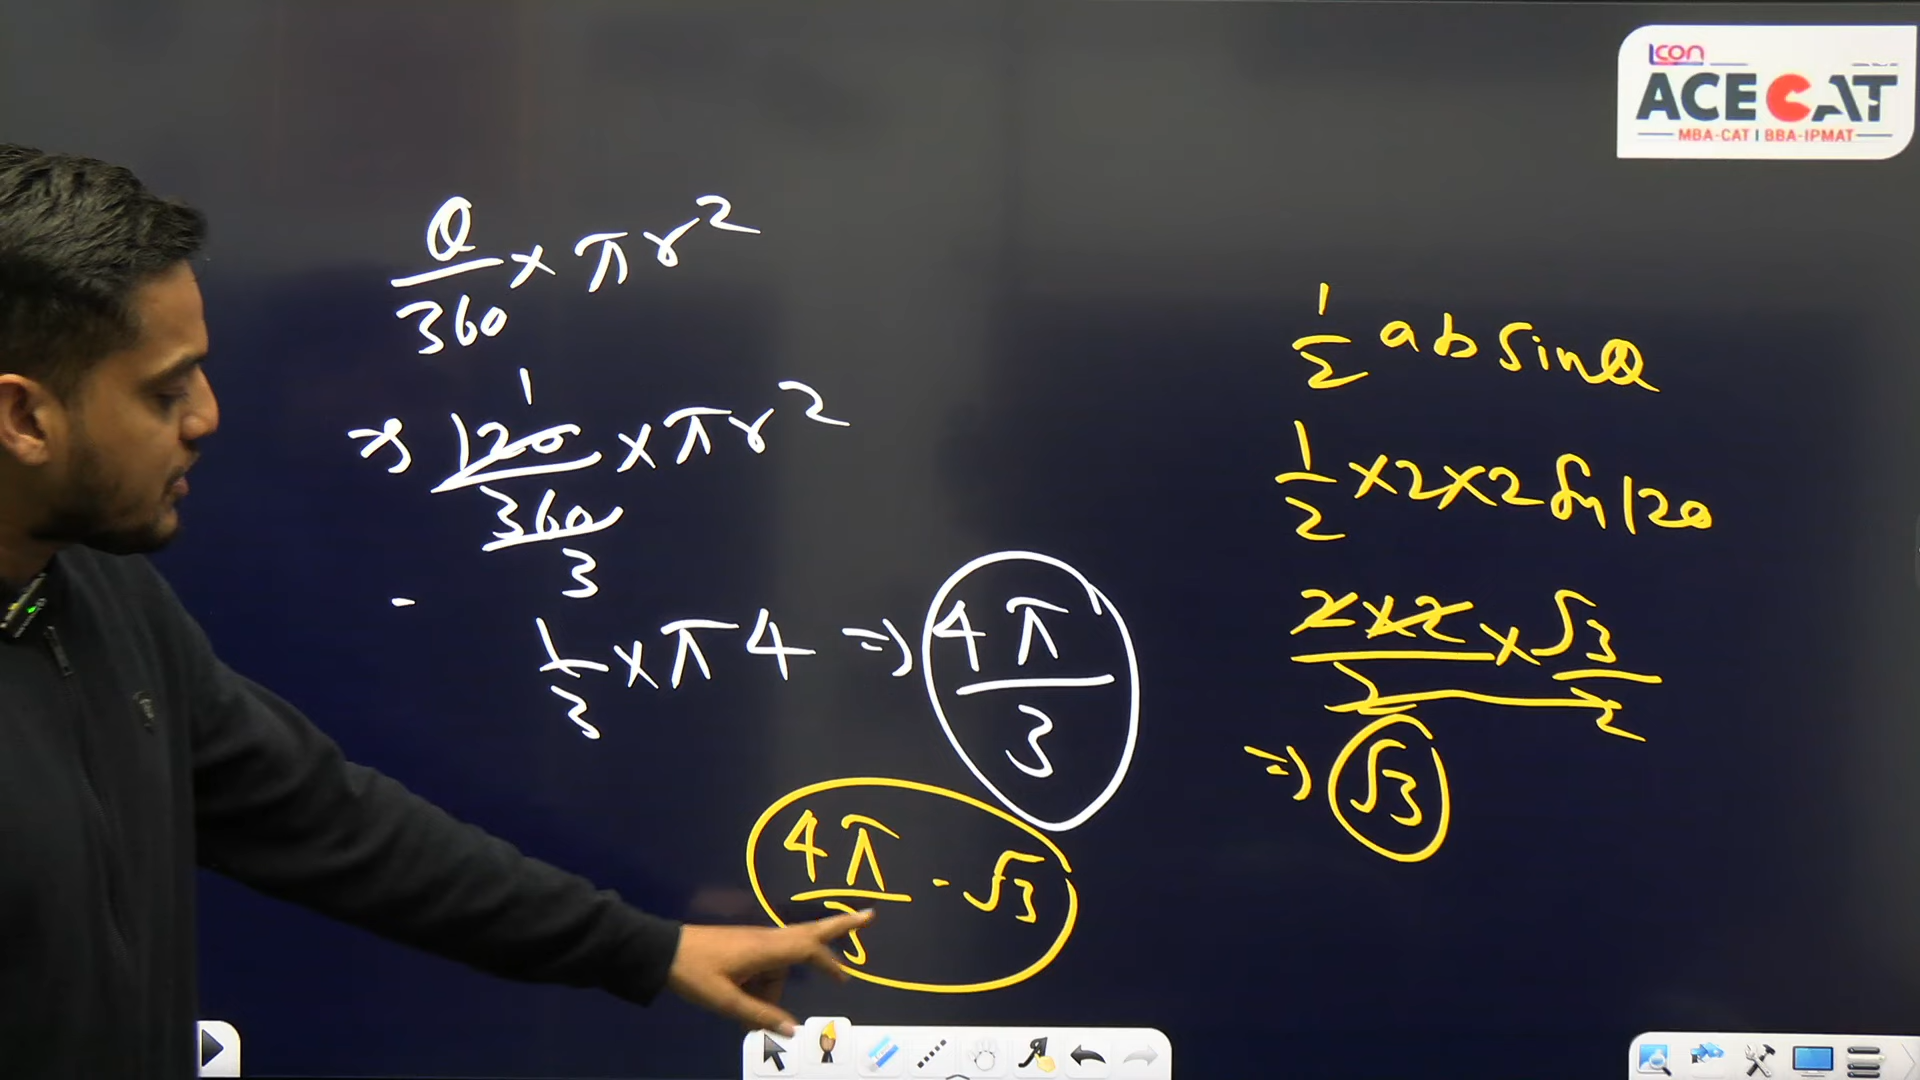 Icon
ACE CAT
MBA-CAT | BBA-IPMAT
θ/360 × πr²
⇒ 120/360 × πr²
1
3
- 1/3 × π 4 ⇒ 4π/3
4π/3 - √3
1/2 ab sinθ
1/2 × 2 × 2 sin 120
2×2/2 × √3/2
⇒ √3